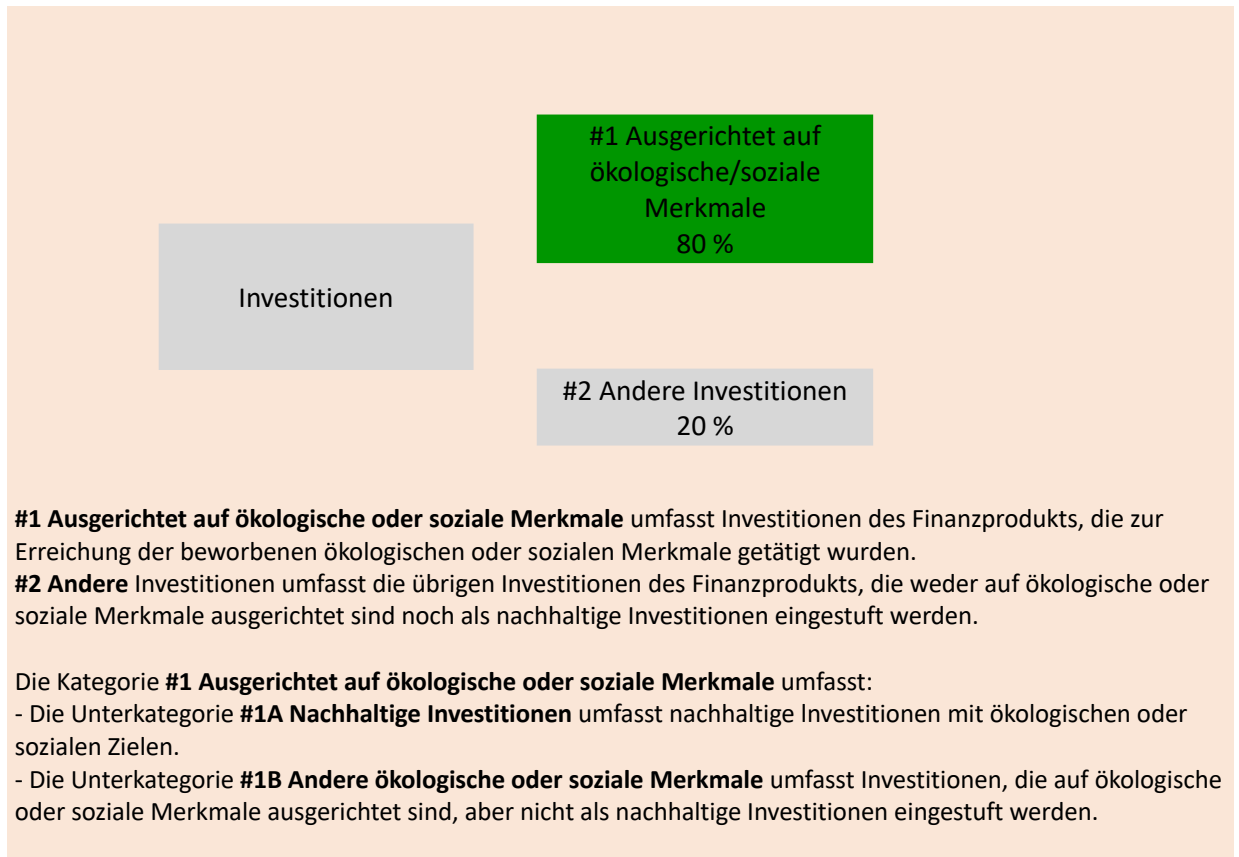 #1 Ausgerichtet auf
ökologische/soziale
Merkmale
80 %
Investitionen
#2 Andere Investitionen
20 %
#1 Ausgerichtet auf ökologische oder soziale Merkmale umfasst Investitionen des Finanzprodukts, die zur
Erreichung der beworbenen ökologischen oder sozialen Merkmale getätigt wurden.
#2 Andere Investitionen umfasst die übrigen Investitionen des Finanzprodukts, die weder auf ökologische oder
soziale Merkmale ausgerichtet sind noch als nachhaltige Investitionen eingestuft werden.
Die Kategorie #1 Ausgerichtet auf ökologische oder soziale Merkmale umfasst:
- Die Unterkategorie #1A Nachhaltige Investitionen umfasst nachhaltige Investitionen mit ökologischen oder
sozialen Zielen.
- Die Unterkategorie #1B Andere ökologische oder soziale Merkmale umfasst Investitionen, die auf ökologische
oder soziale Merkmale ausgerichtet sind, aber nicht als nachhaltige Investitionen eingestuft werden.